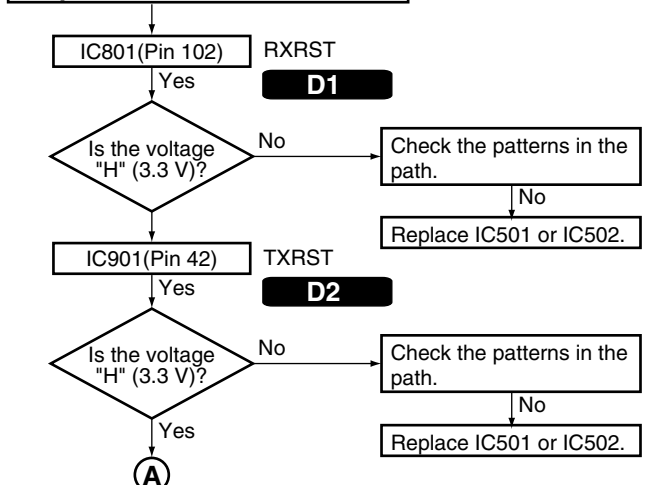 IC801(Pin 102)
RXRST
Yes
D1
Is the voltage
"H" (3.3 V)?
No
Check the patterns in the
path.
No
Replace IC501 or IC502.
IC901(Pin 42)
TXRST
Yes
D2
Is the voltage
"H" (3.3 V)?
No
Check the patterns in the
path.
No
Replace IC501 or IC502.
Yes
A